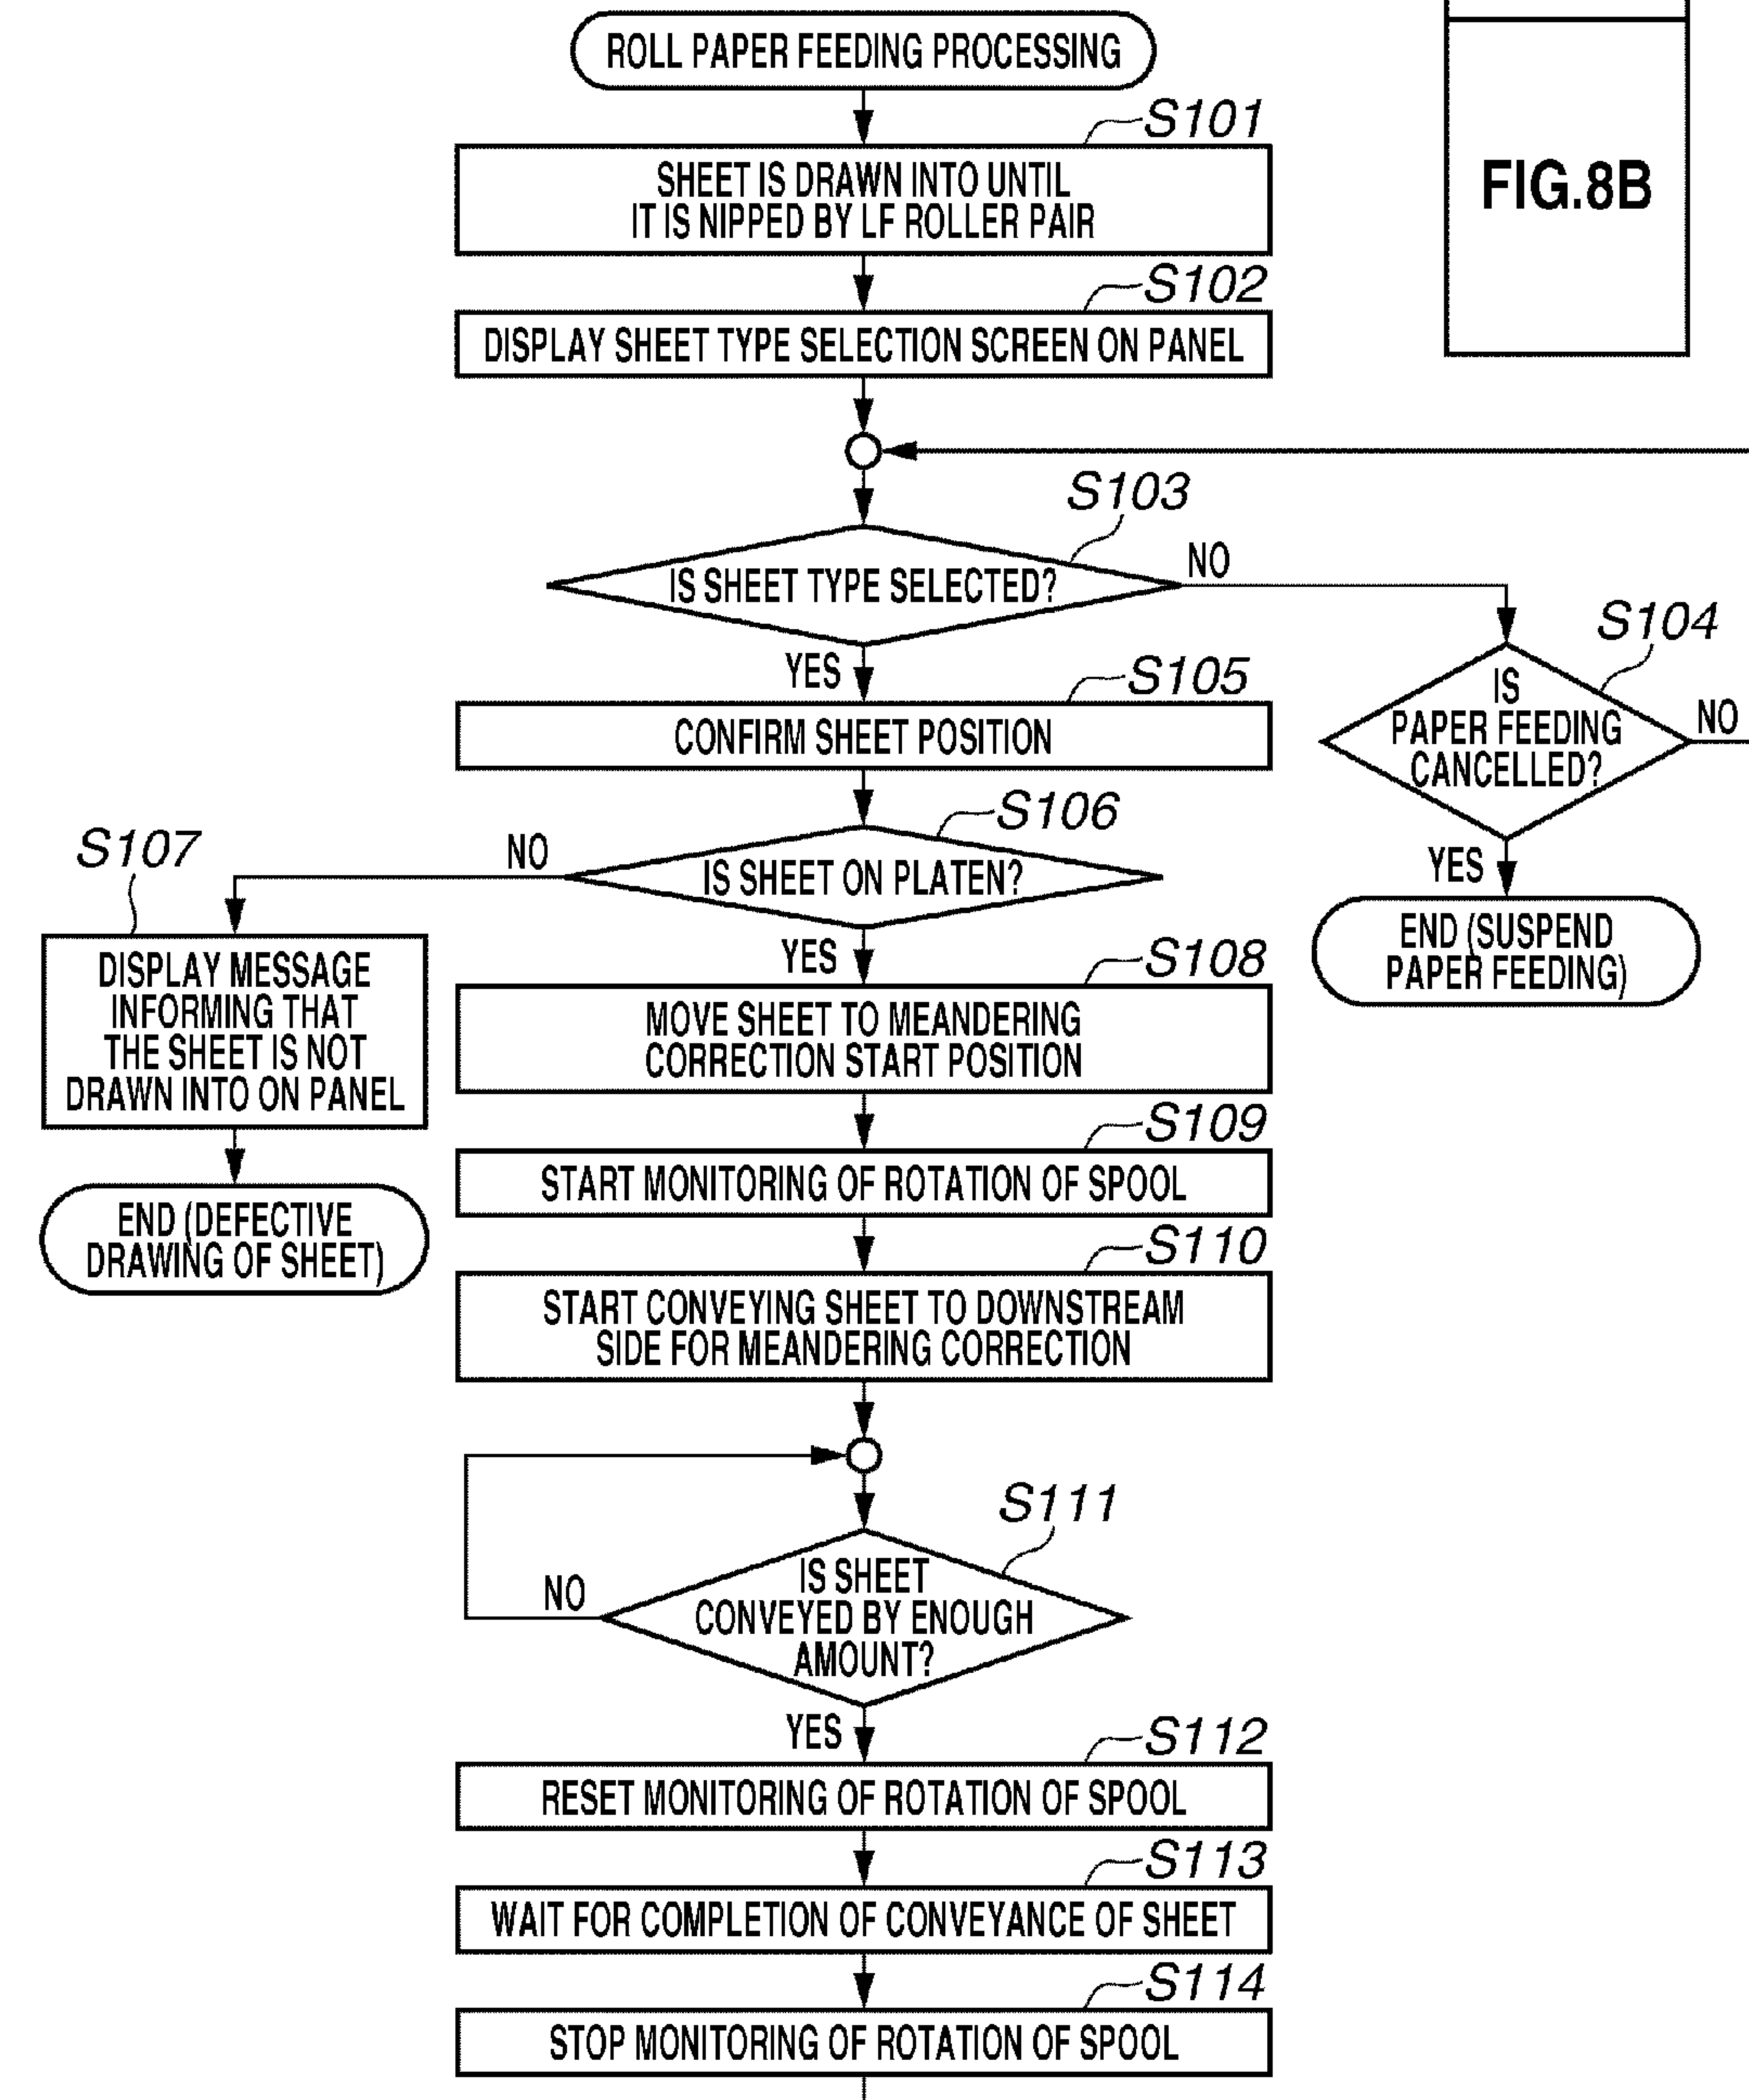 ROLL PAPER FEEDING PROCESSING
S101
SHEET IS DRAWN INTO UNTIL
IT IS NIPPED BY LF ROLLER PAIR
FIG.8B
S102
DISPLAY SHEET TYPE SELECTION SCREEN ON PANEL
S103
IS SHEET TYPE SELECTED?
NO
S104
IS
PAPER FEEDING
CANCELLED?
NO
YES
END (SUSPEND
PAPER FEEDING)
YES
S105
CONFIRM SHEET POSITION
S106
IS SHEET ON PLATEN?
NO
S107
DISPLAY MESSAGE
INFORMING THAT
THE SHEET IS NOT
DRAWN INTO ON PANEL
END (DEFECTIVE
DRAWING OF SHEET)
YES
S108
MOVE SHEET TO MEANDERING
CORRECTION START POSITION
S109
START MONITORING OF ROTATION OF SPOOL
S110
START CONVEYING SHEET TO DOWNSTREAM
SIDE FOR MEANDERING CORRECTION
S111
IS SHEET
CONVEYED BY ENOUGH
AMOUNT?
NO
YES
S112
RESET MONITORING OF ROTATION OF SPOOL
S113
WAIT FOR COMPLETION OF CONVEYANCE OF SHEET
S114
STOP MONITORING OF ROTATION OF SPOOL